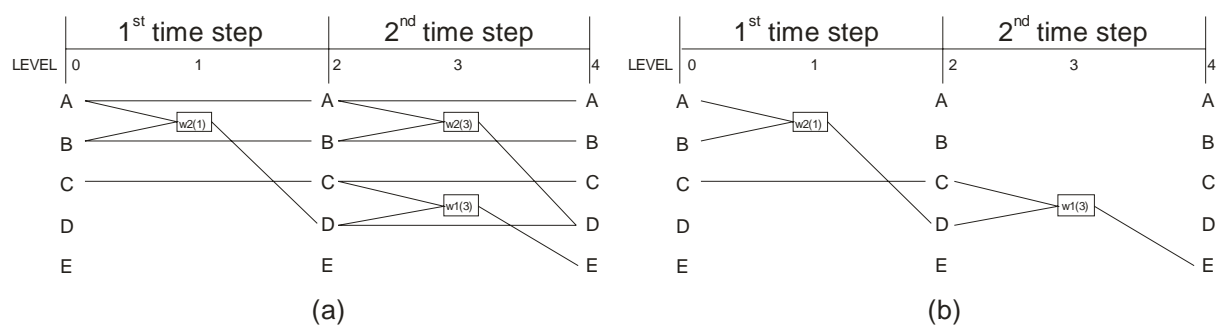 1st time step 2nd time step 1st time step 2nd time step
LEVEL 0 1 2 3 4 LEVEL 0 1 2 3 4
A A A A A A
w2(1) w2(3) w2(1)
B B B B B B
C C C C C C
w1(3) w1(3)
D D D D D D
E E E E E E
(a) (b)